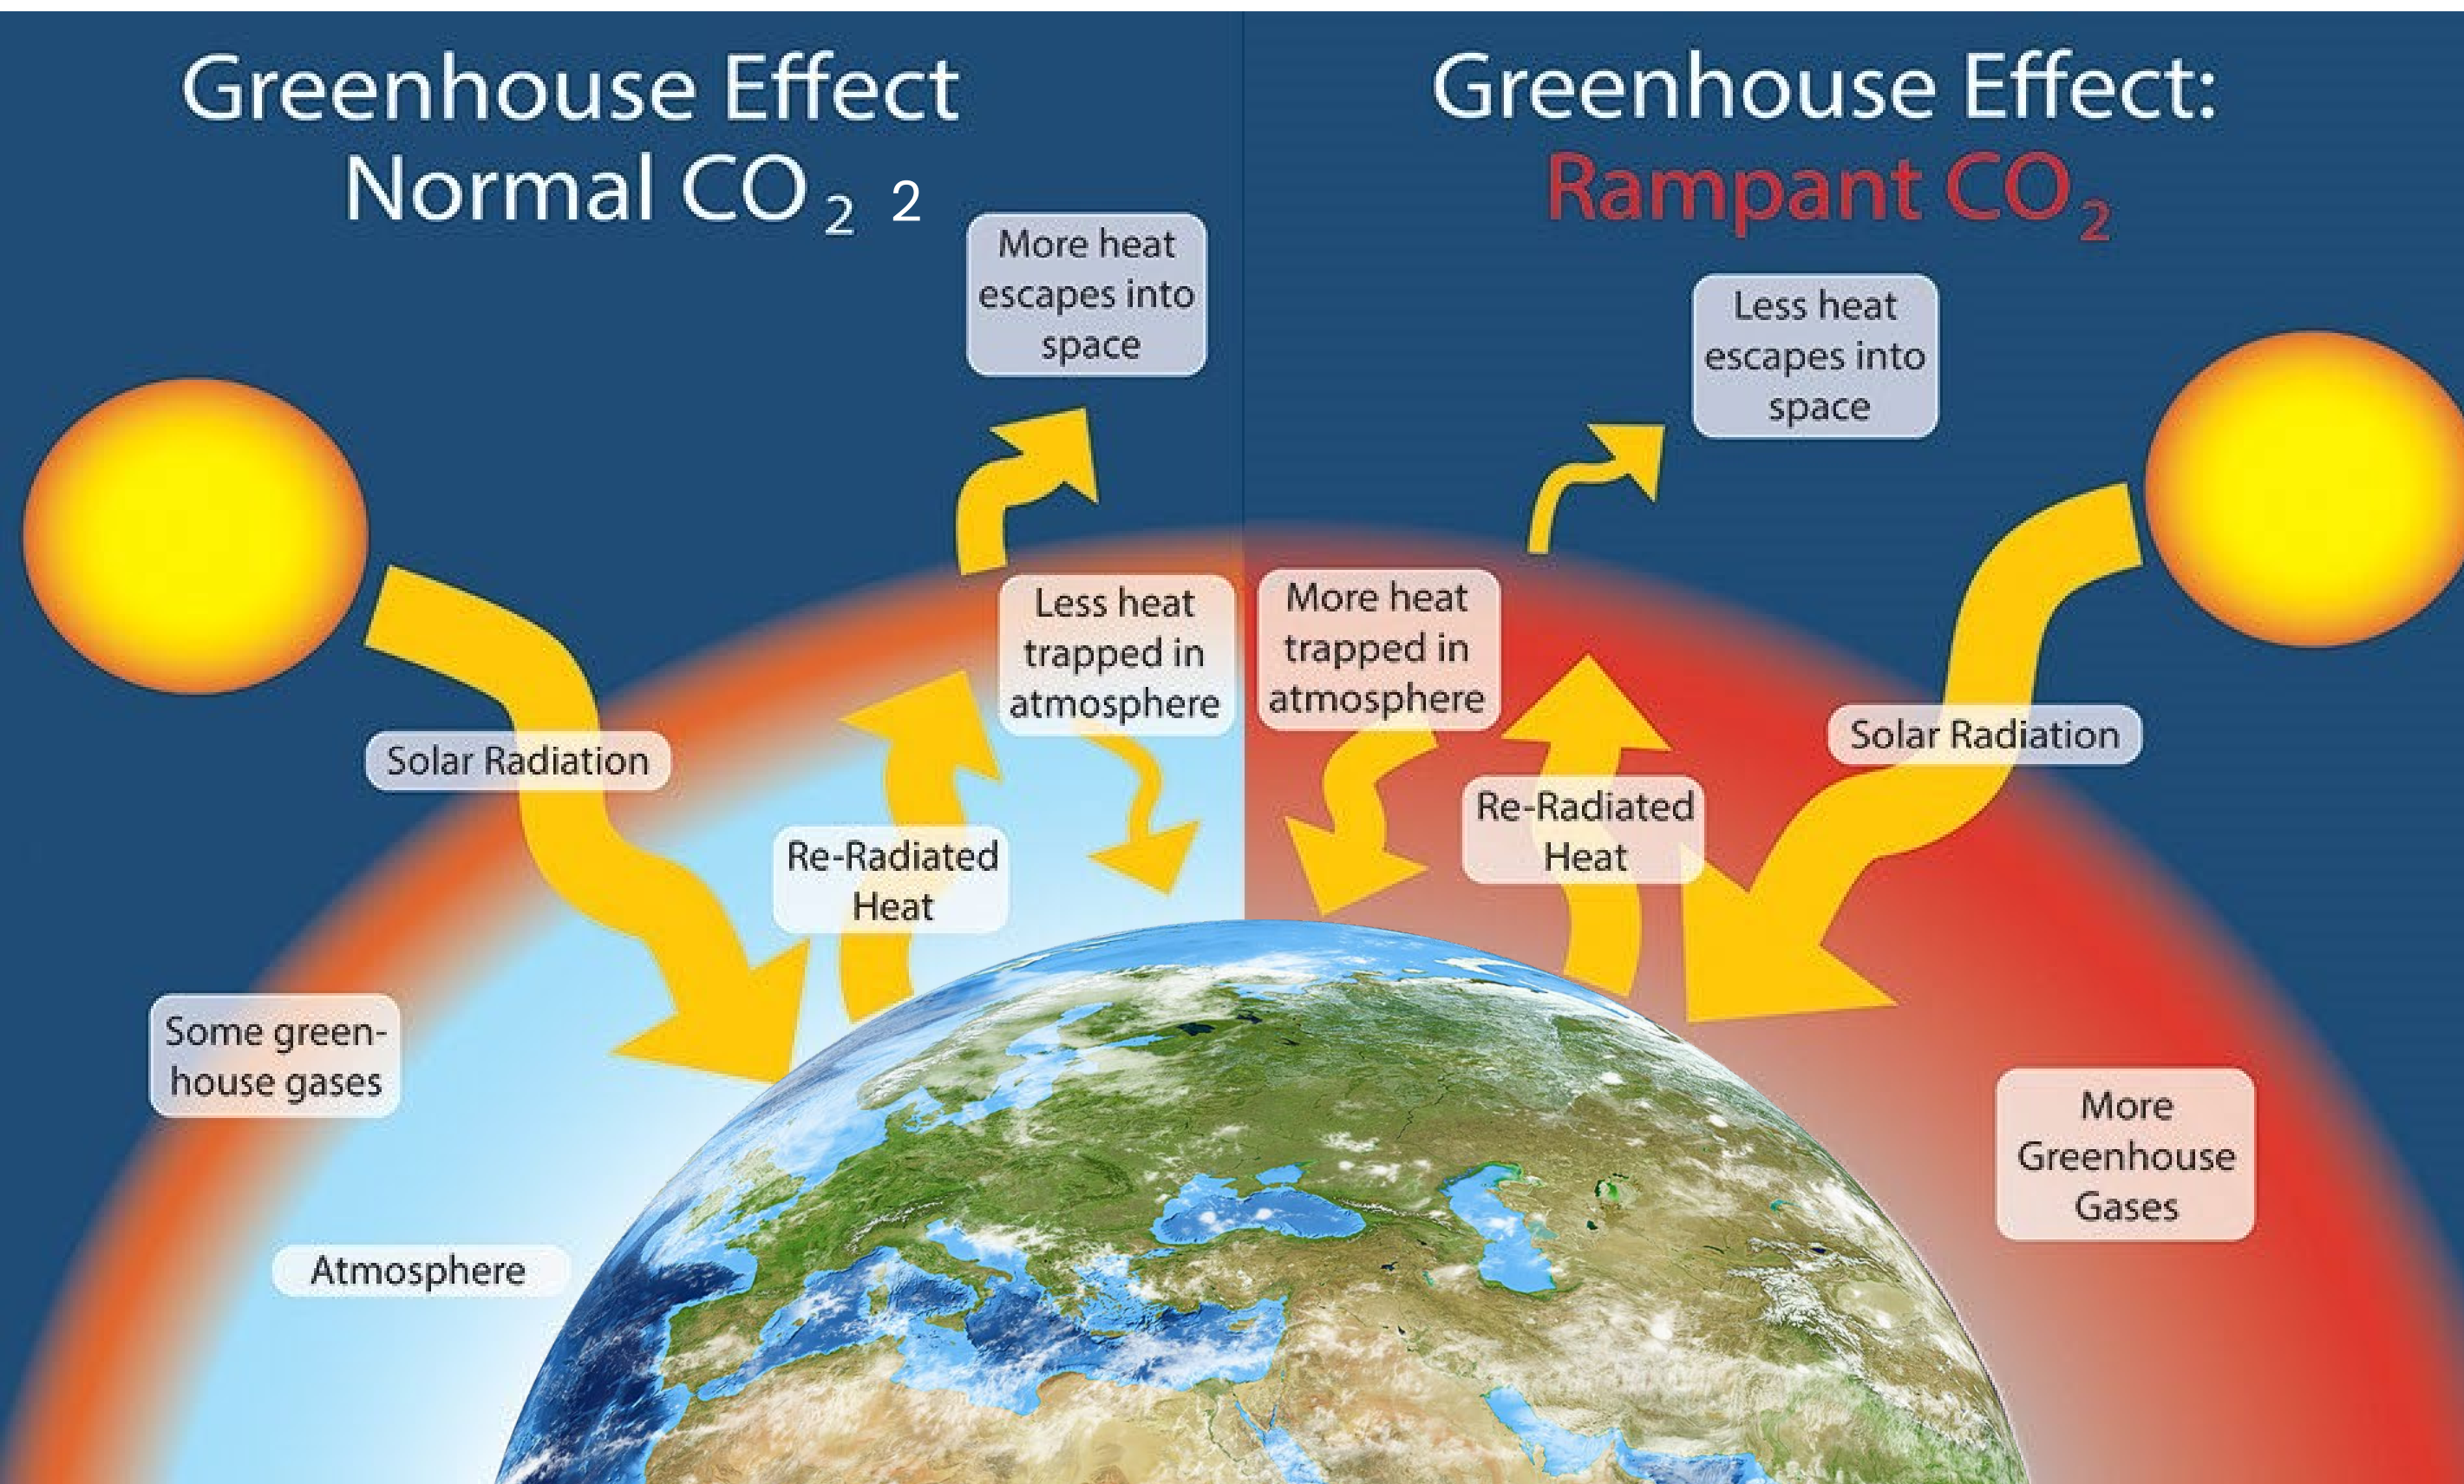 Greenhouse Effect
Normal CO₂ 2
More heat
escapes into
space
Less heat
trapped in
atmosphere
Solar Radiation
Re-Radiated
Heat
Some green-
house gases
Atmosphere
Greenhouse Effect:
Rampant CO₂
Less heat
escapes into
space
More heat
trapped in
atmosphere
Solar Radiation
Re-Radiated
Heat
More
Greenhouse
Gases